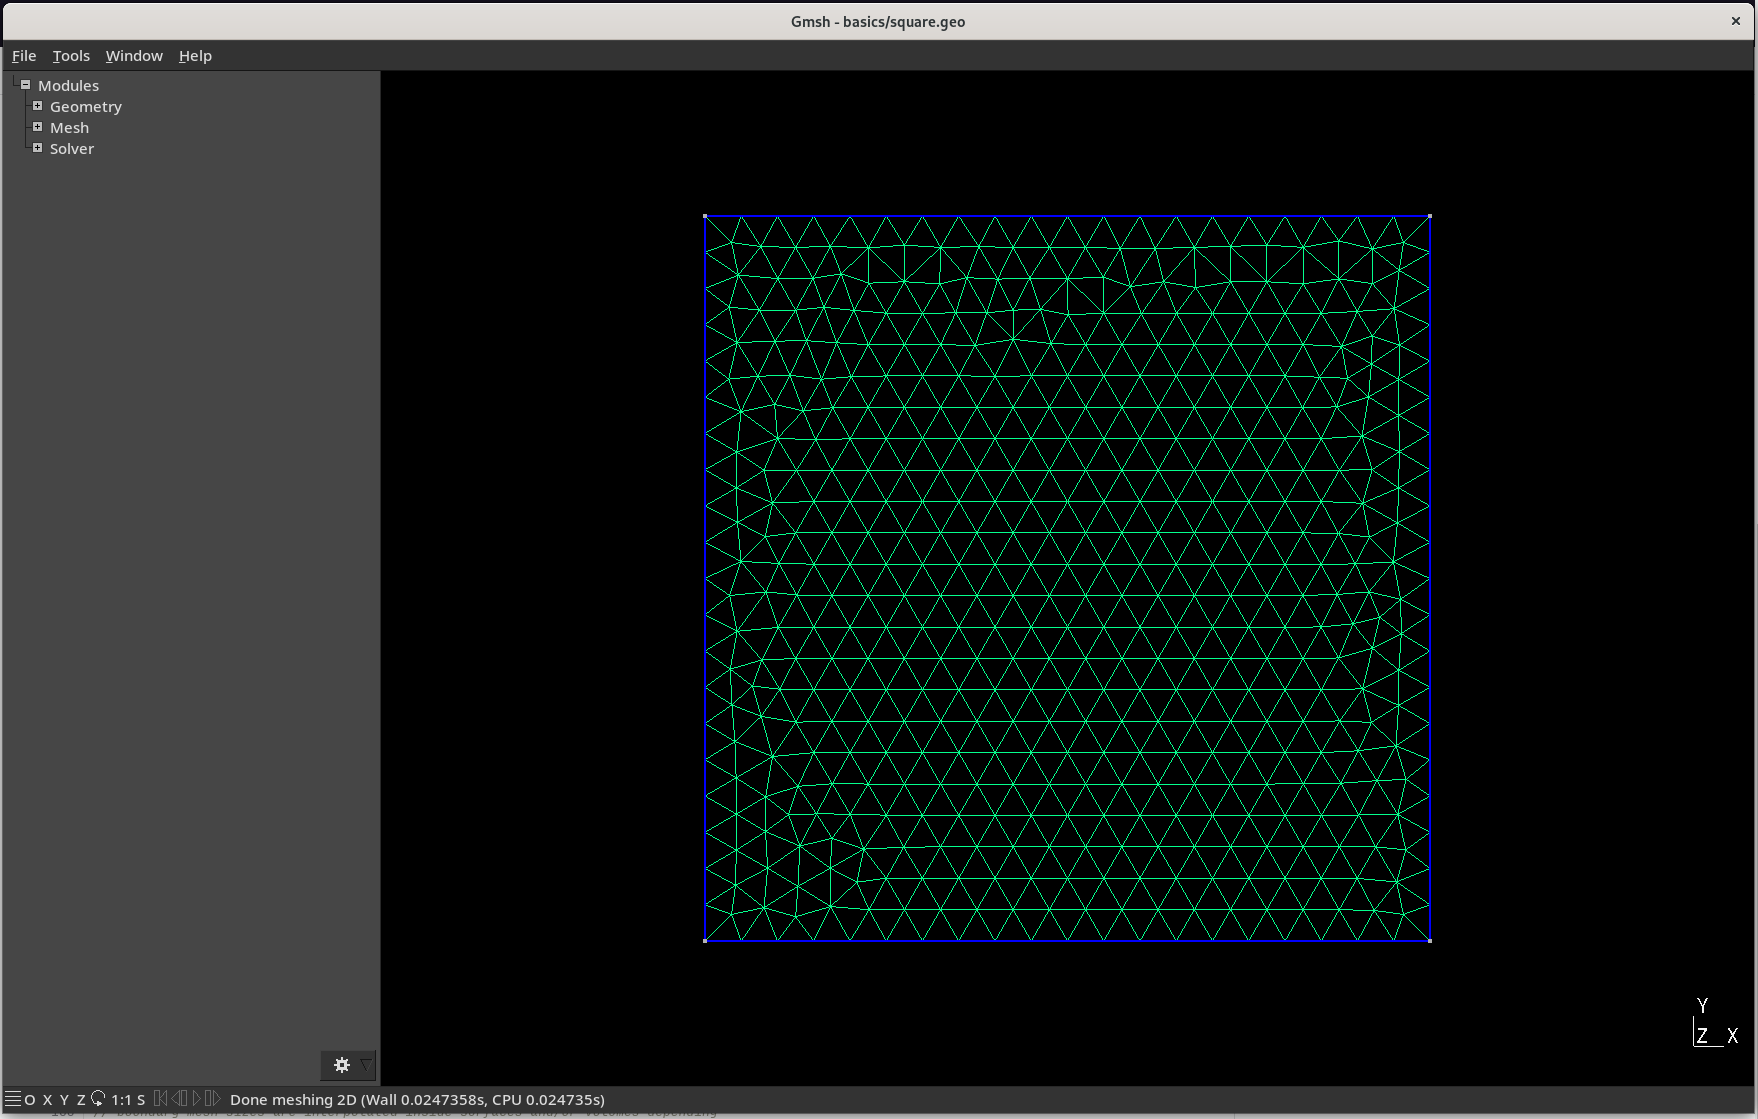 Gmsh - basics/square.geo
File Tools Window Help
Modules
Geometry
Mesh
Solver
Y
Z X
O X Y Z 1:1 S Done meshing 2D (Wall 0.0247358s, CPU 0.024735s)